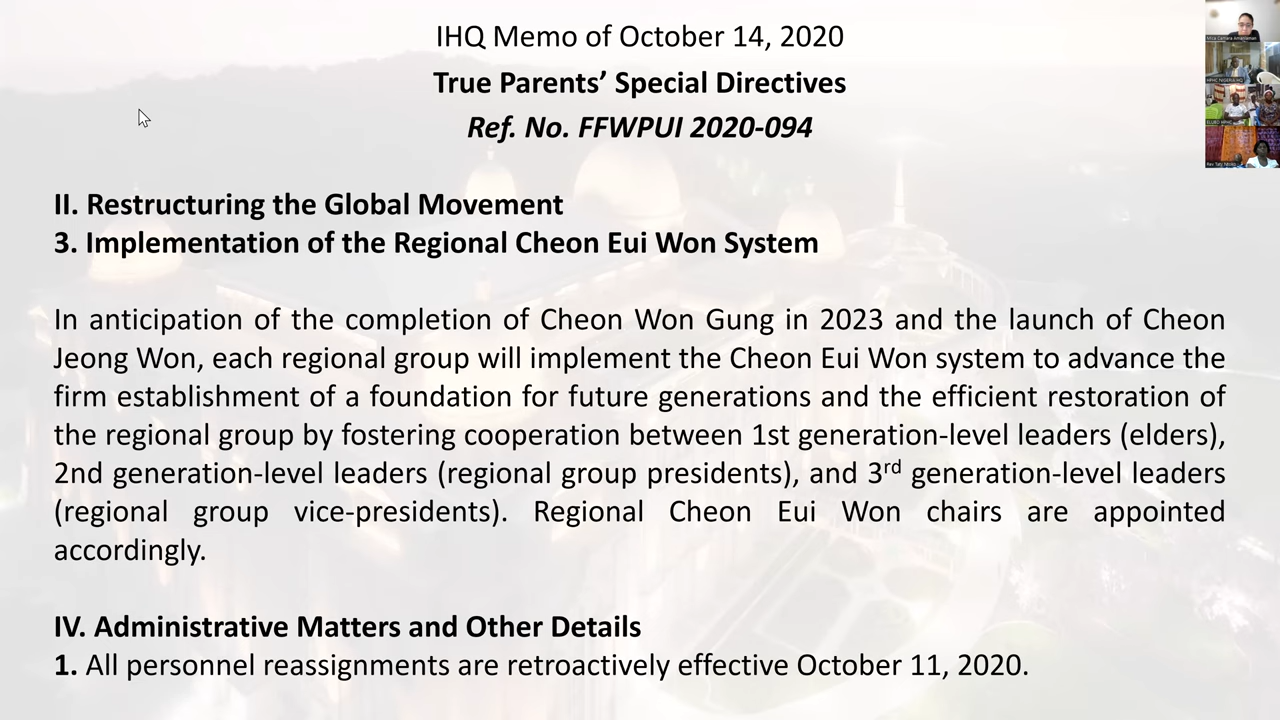 IHQ Memo of October 14, 2020
True Parents’ Special Directives
Ref. No. FFWPUI 2020-094
II. Restructuring the Global Movement
3. Implementation of the Regional Cheon Eui Won System
In anticipation of the completion of Cheon Won Gung in 2023 and the launch of Cheon
Jeong Won, each regional group will implement the Cheon Eui Won system to advance the
firm establishment of a foundation for future generations and the efficient restoration of
the regional group by fostering cooperation between 1st generation-level leaders (elders),
2nd generation-level leaders (regional group presidents), and 3rd generation-level leaders
(regional group vice-presidents). Regional Cheon Eui Won chairs are appointed
accordingly.
IV. Administrative Matters and Other Details
1. All personnel reassignments are retroactively effective October 11, 2020.